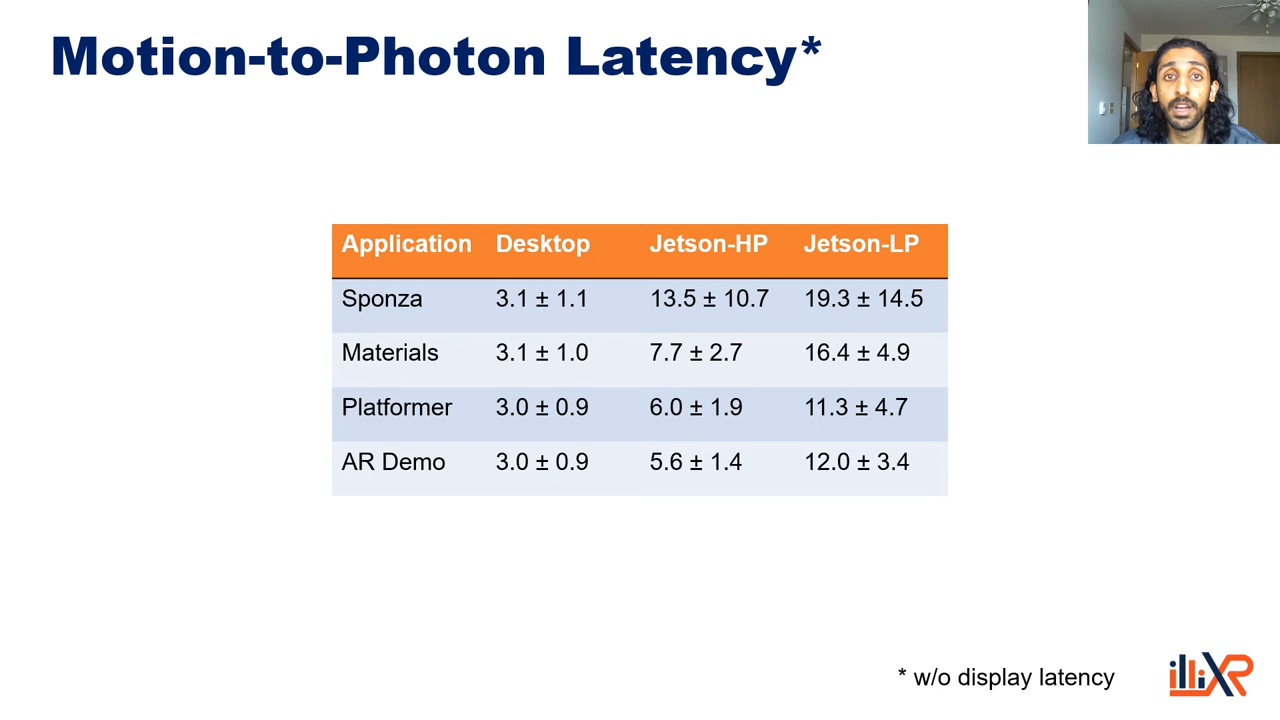 Motion-to-Photon Latency*
Application Desktop Jetson-HP Jetson-LP
Sponza 3.1 ± 1.1 13.5 ± 10.7 19.3 ± 14.5
Materials 3.1 ± 1.0 7.7 ± 2.7 16.4 ± 4.9
Platformer 3.0 ± 0.9 6.0 ± 1.9 11.3 ± 4.7
AR Demo 3.0 ± 0.9 5.6 ± 1.4 12.0 ± 3.4
* w/o display latency
illiXR